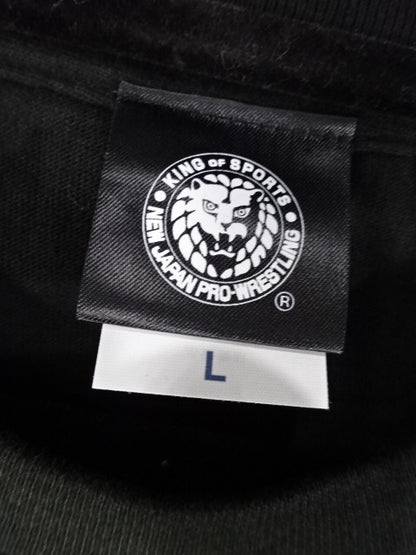 KING OF SPORTS
NEW JAPAN PRO-WRESTLING
®
L